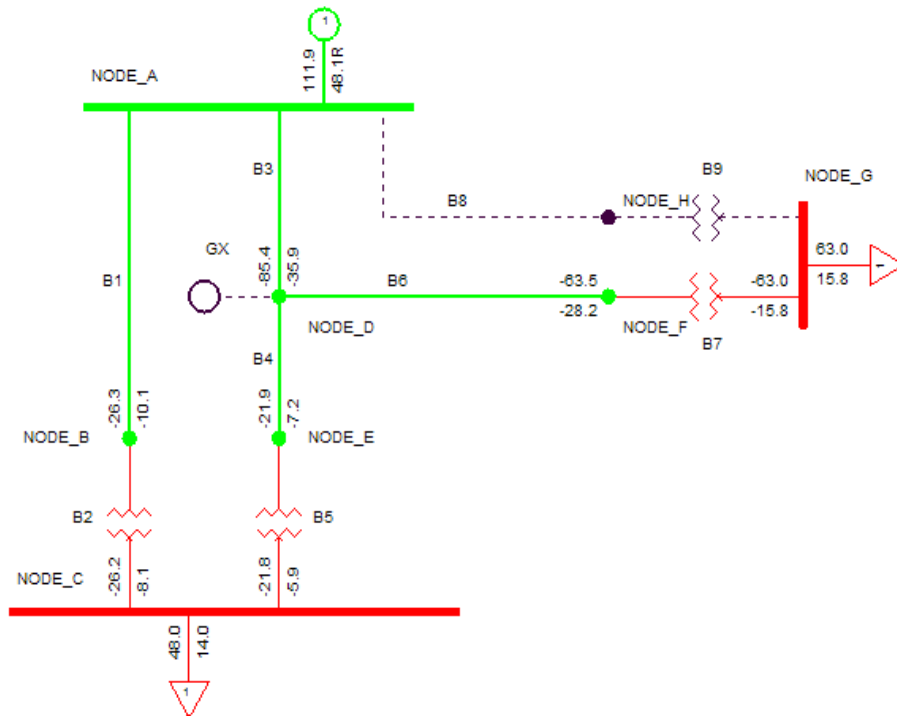 1
111.9
48.1R
NODE_A
B3
B9
NODE_G
B8
NODE_H
GX
-85.4
-35.9
63.0
15.8
1
B1
B6
-63.5
-28.2
-63.0
-15.8
NODE_D
NODE_F
B7
B4
-26.3
-10.1
-21.9
-7.2
NODE_B
NODE_E
B2
B5
-26.2
-8.1
-21.8
-5.9
NODE_C
48.0
14.0
1